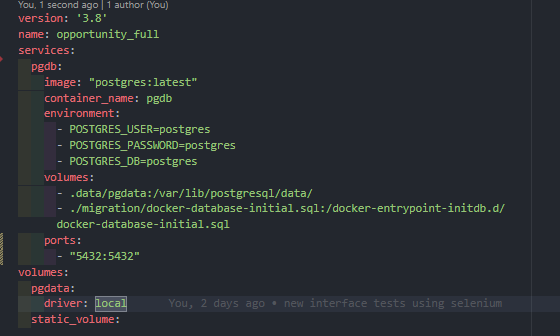 You, 1 second ago | 1 author (You)
version: '3.8'
name: opportunity_full
services:
pgdb:
image: "postgres:latest"
container_name: pgdb
environment:
- POSTGRES_USER=postgres
- POSTGRES_PASSWORD=postgres
- POSTGRES_DB=postgres
volumes:
- .data/pgdata:/var/lib/postgresql/data/
- ./migration/docker-database-initial.sql:/docker-entrypoint-initdb.d/
docker-database-initial.sql
ports:
- "5432:5432"
volumes:
pgdata:
driver: local You, 2 days ago • new interface tests using selenium
static_volume: